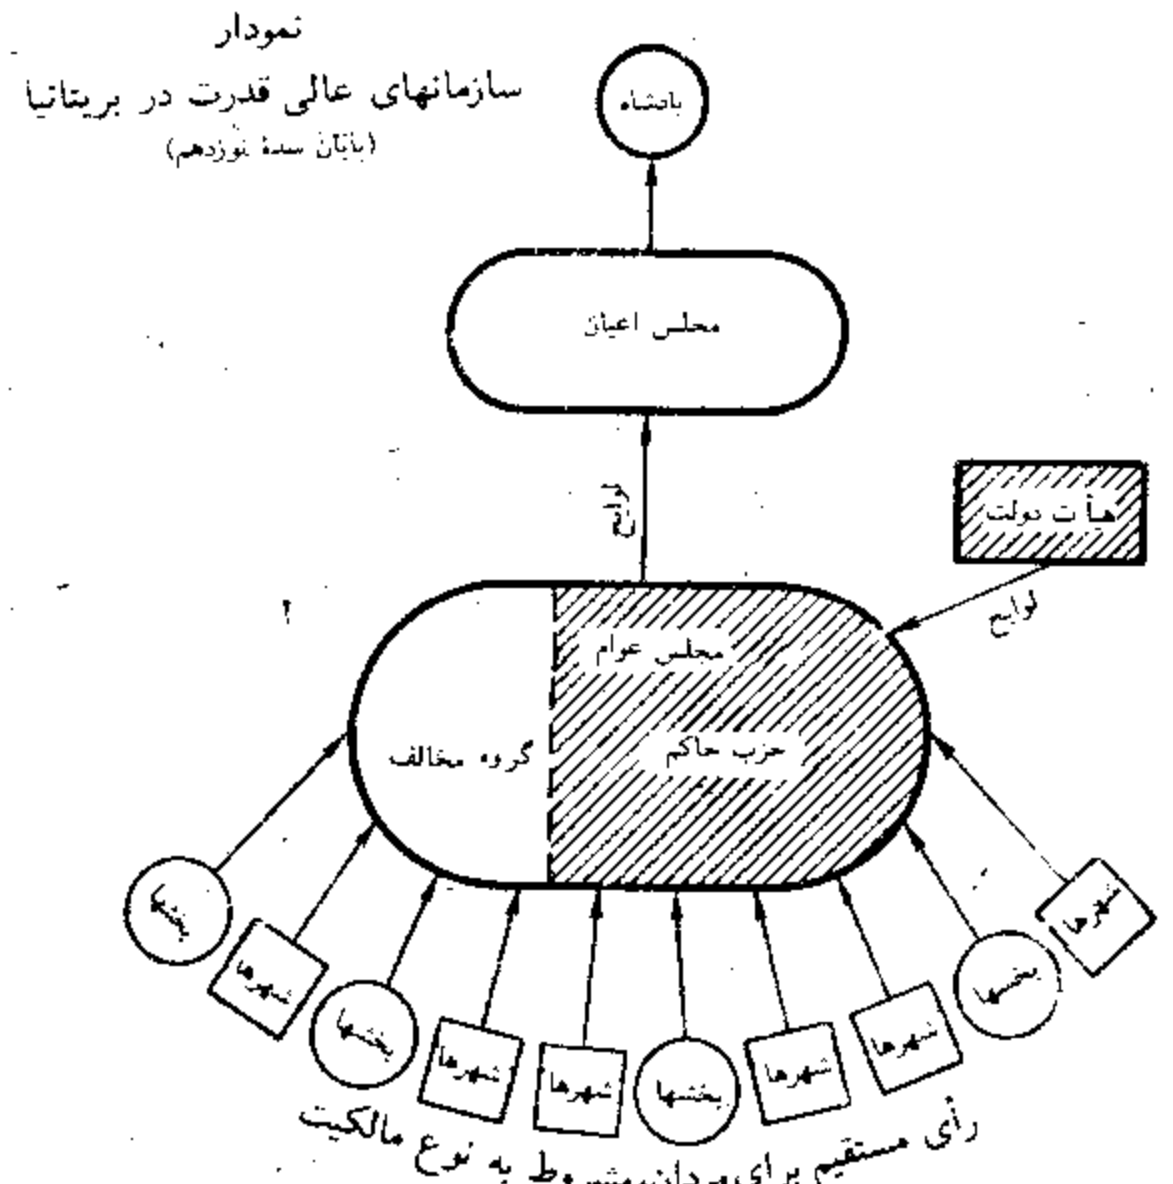 نمودار
سازمانهای عالی قدرت در بریتانیا
(پایان سدهٔ نوزدهم)
پادشاه
مجلس اعیان
لوایح
هیأت دولت
لوایح
مجلس عوام
حزب حاکم
گروه مخالف
بخشها
شهرها
بخشها
شهرها
شهرها
بخشها
شهرها
شهرها
بخشها
شهرها
رأی مستقیم برای مردان، مشروط به نوع مالکیت